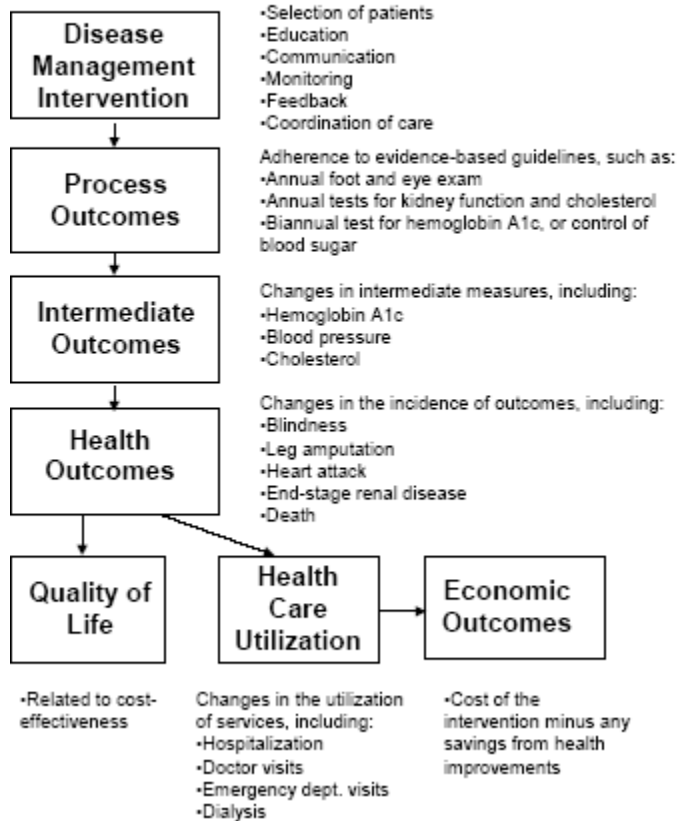 Disease
Management
Intervention
•Selection of patients
•Education
•Communication
•Monitoring
•Feedback
•Coordination of care
Process
Outcomes
Adherence to evidence-based guidelines, such as:
•Annual foot and eye exam
•Annual tests for kidney function and cholesterol
•Biannual test for hemoglobin A1c, or control of
blood sugar
Intermediate
Outcomes
Changes in intermediate measures, including:
•Hemoglobin A1c
•Blood pressure
•Cholesterol
Health
Outcomes
Changes in the incidence of outcomes, including:
•Blindness
•Leg amputation
•Heart attack
•End-stage renal disease
•Death
Quality of
Life
•Related to cost-
effectiveness
Health
Care
Utilization
Changes in the utilization
of services, including:
•Hospitalization
•Doctor visits
•Emergency dept. visits
•Dialysis
Economic
Outcomes
•Cost of the
intervention minus any
savings from health
improvements